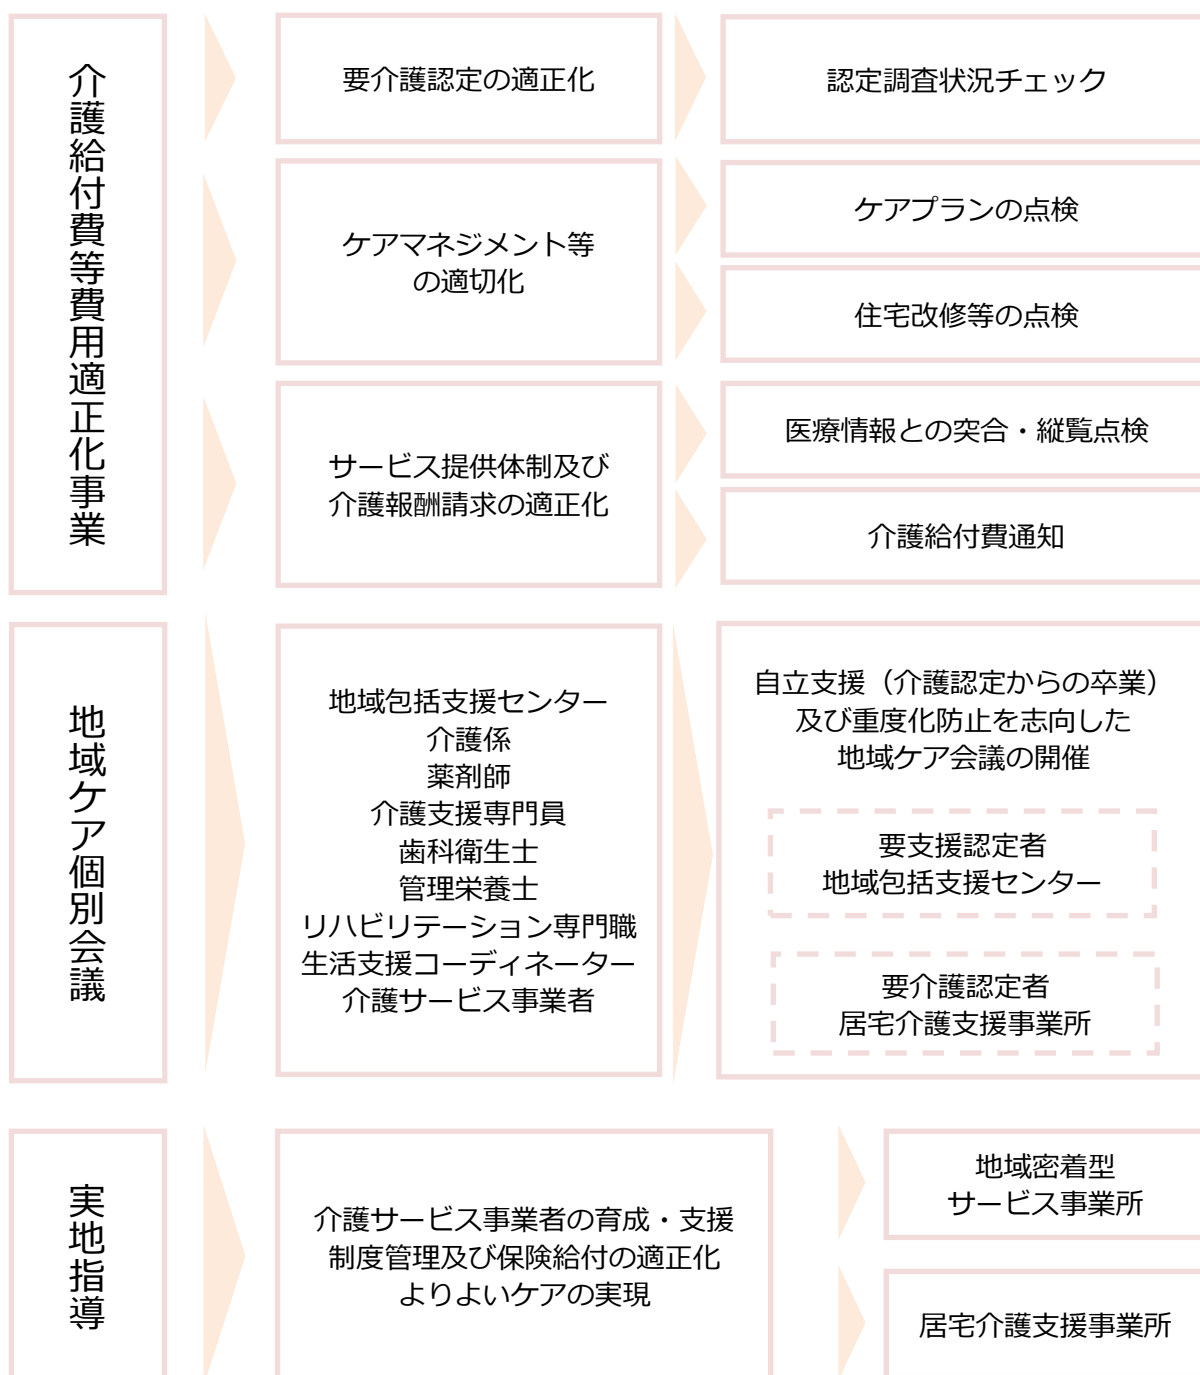 介護給付費等費用適正化事業
要介護認定の適正化
認定調査状況チェック
ケアマネジメント等
の適切化
ケアプランの点検
住宅改修等の点検
サービス提供体制及び
介護報酬請求の適正化
医療情報との突合・縦覧点検
介護給付費通知
地域ケア個別会議
地域包括支援センター
介護係
薬剤師
介護支援専門員
歯科衛生士
管理栄養士
リハビリテーション専門職
生活支援コーディネーター
介護サービス事業者
自立支援（介護認定からの卒業）
及び重度化防止を志向した
地域ケア会議の開催
要支援認定者
地域包括支援センター
要介護認定者
居宅介護支援事業所
実地指導
介護サービス事業者の育成・支援
制度管理及び保険給付の適正化
よりよいケアの実現
地域密着型
サービス事業所
居宅介護支援事業所